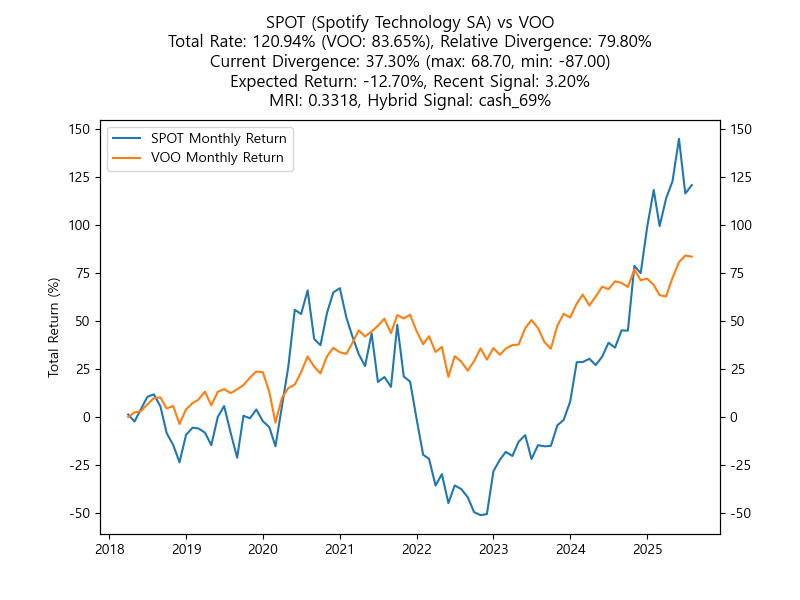 SPOT (Spotify Technology SA) vs VOO
Total Rate: 120.94% (VOO: 83.65%), Relative Divergence: 79.80%
Current Divergence: 37.30% (max: 68.70, min: -87.00)
Expected Return: -12.70%, Recent Signal: 3.20%
MRI: 0.3318, Hybrid Signal: cash_69%
SPOT Monthly Return
VOO Monthly Return
Total Return (%)
150
125
100
75
50
25
0
-25
-50
150
125
100
75
50
25
0
-25
-50
2018 2019 2020 2021 2022 2023 2024 2025